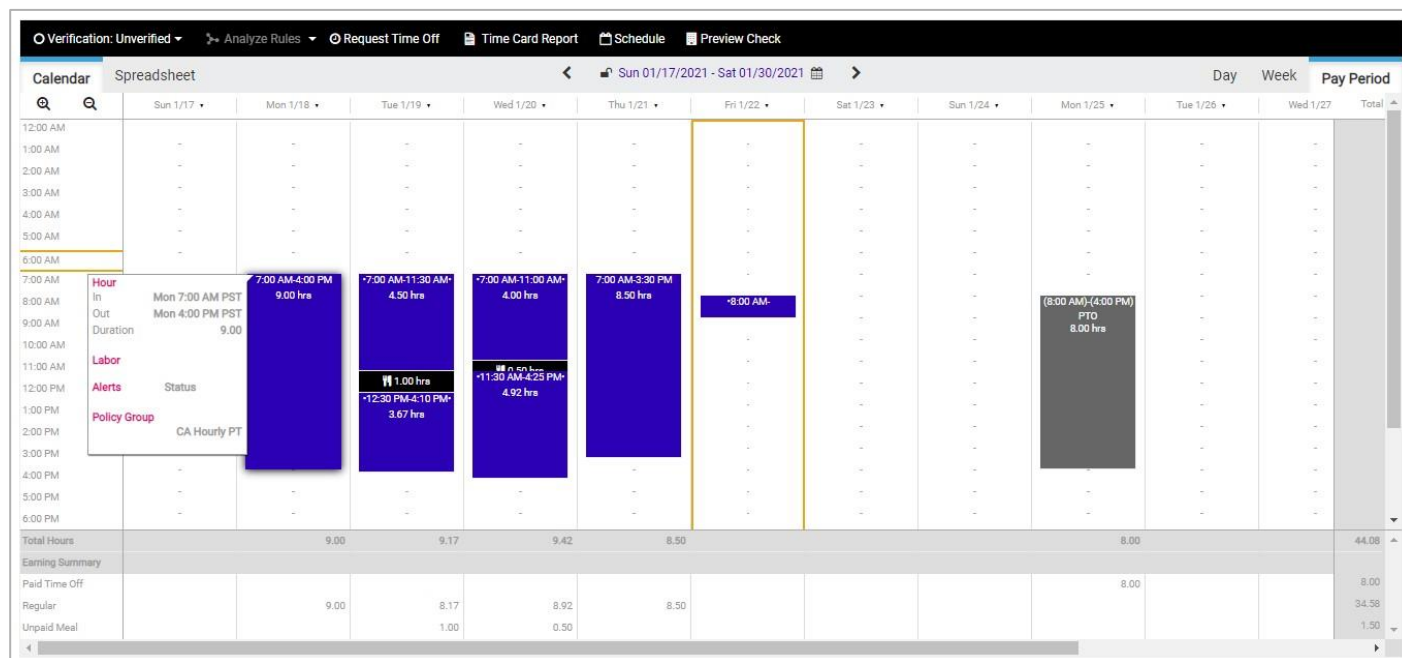 Verification: Unverified Analyze Rules Request Time Off Time Card Report Schedule Preview Check
Calendar Spreadsheet Sun 01/17/2021 - Sat 01/30/2021 Day Week Pay Period
Sun 1/17 Mon 1/18 Tue 1/19 Wed 1/20 Thu 1/21 Fri 1/22 Sat 1/23 Sun 1/24 Mon 1/25 Tue 1/26 Wed 1/27 Total
12:00 AM
1:00 AM
2:00 AM
3:00 AM
4:00 AM
5:00 AM
6:00 AM
7:00 AM
8:00 AM
9:00 AM
10:00 AM
11:00 AM
12:00 PM
1:00 PM
2:00 PM
3:00 PM
4:00 PM
5:00 PM
6:00 PM
Hour
In Mon 7:00 AM PST
Out Mon 4:00 PM PST
Duration 9.00
Labor
Alerts Status
Policy Group
CA Hourly PT
7:00 AM-4:00 PM
9.00 hrs
•7:00 AM-11:30 AM•
4.50 hrs
1.00 hrs
•12:30 PM-4:10 PM•
3.67 hrs
•7:00 AM-11:00 AM•
4.00 hrs
0.50 hrs
•11:30 AM-4:25 PM•
4.92 hrs
7:00 AM-3:30 PM
8.50 hrs
•8:00 AM-
(8:00 AM)-(4:00 PM)
PTO
8.00 hrs
Total Hours 9.00 9.17 9.42 8.50 8.00 44.08
Earning Summary
Paid Time Off 8.00 8.00
Regular 9.00 8.17 8.92 8.50 34.58
Unpaid Meal 1.00 0.50 1.50